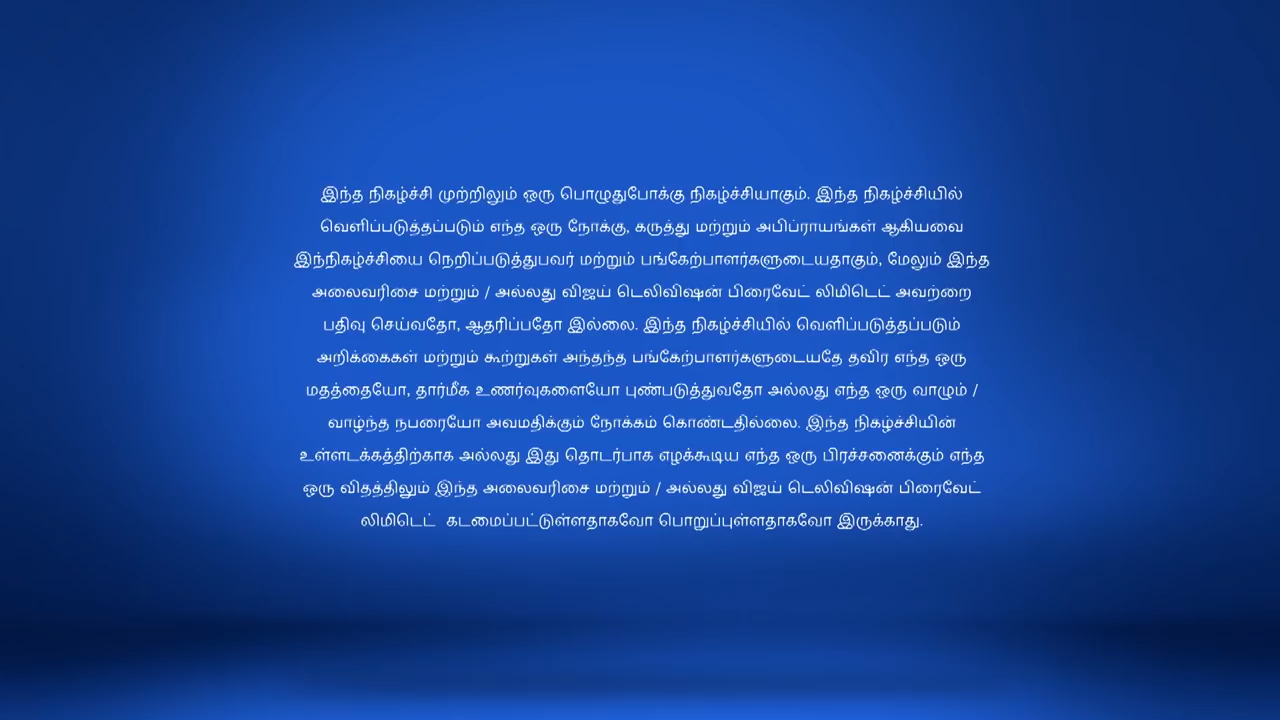 இந்த நிகழ்ச்சி முற்றிலும் ஒரு பொழுதுபோக்கு நிகழ்ச்சியாகும். இந்த நிகழ்ச்சியில்
வெளிப்படுத்தப்படும் எந்த ஒரு நோக்கு, கருத்து மற்றும் அபிப்ராயங்கள் ஆகியவை
இந்நிகழ்ச்சியை நெறிப்படுத்துபவர் மற்றும் பங்கேற்பாளர்களுடையதாகும், மேலும் இந்த
அலைவரிசை மற்றும் / அல்லது விஜய் டெலிவிஷன் பிரைவேட் லிமிடெட் அவற்றை
பதிவு செய்வதோ, ஆதரிப்பதோ இல்லை. இந்த நிகழ்ச்சியில் வெளிப்படுத்தப்படும்
அறிக்கைகள் மற்றும் கூற்றுகள் அந்தந்த பங்கேற்பாளர்களுடையதே தவிர எந்த ஒரு
மதத்தையோ, தார்மீக உணர்வுகளையோ புண்படுத்துவதோ அல்லது எந்த ஒரு வாழும் /
வாழ்ந்த நபரையோ அவமதிக்கும் நோக்கம் கொண்டதில்லை. இந்த நிகழ்ச்சியின்
உள்ளடக்கத்திற்காக அல்லது இது தொடர்பாக எழக்கூடிய எந்த ஒரு பிரச்சனைக்கும் எந்த
ஒரு விதத்திலும் இந்த அலைவரிசை மற்றும் / அல்லது விஜய் டெலிவிஷன் பிரைவேட்
லிமிடெட் கடமைப்பட்டுள்ளதாகவோ பொறுப்புள்ளதாகவோ இருக்காது.